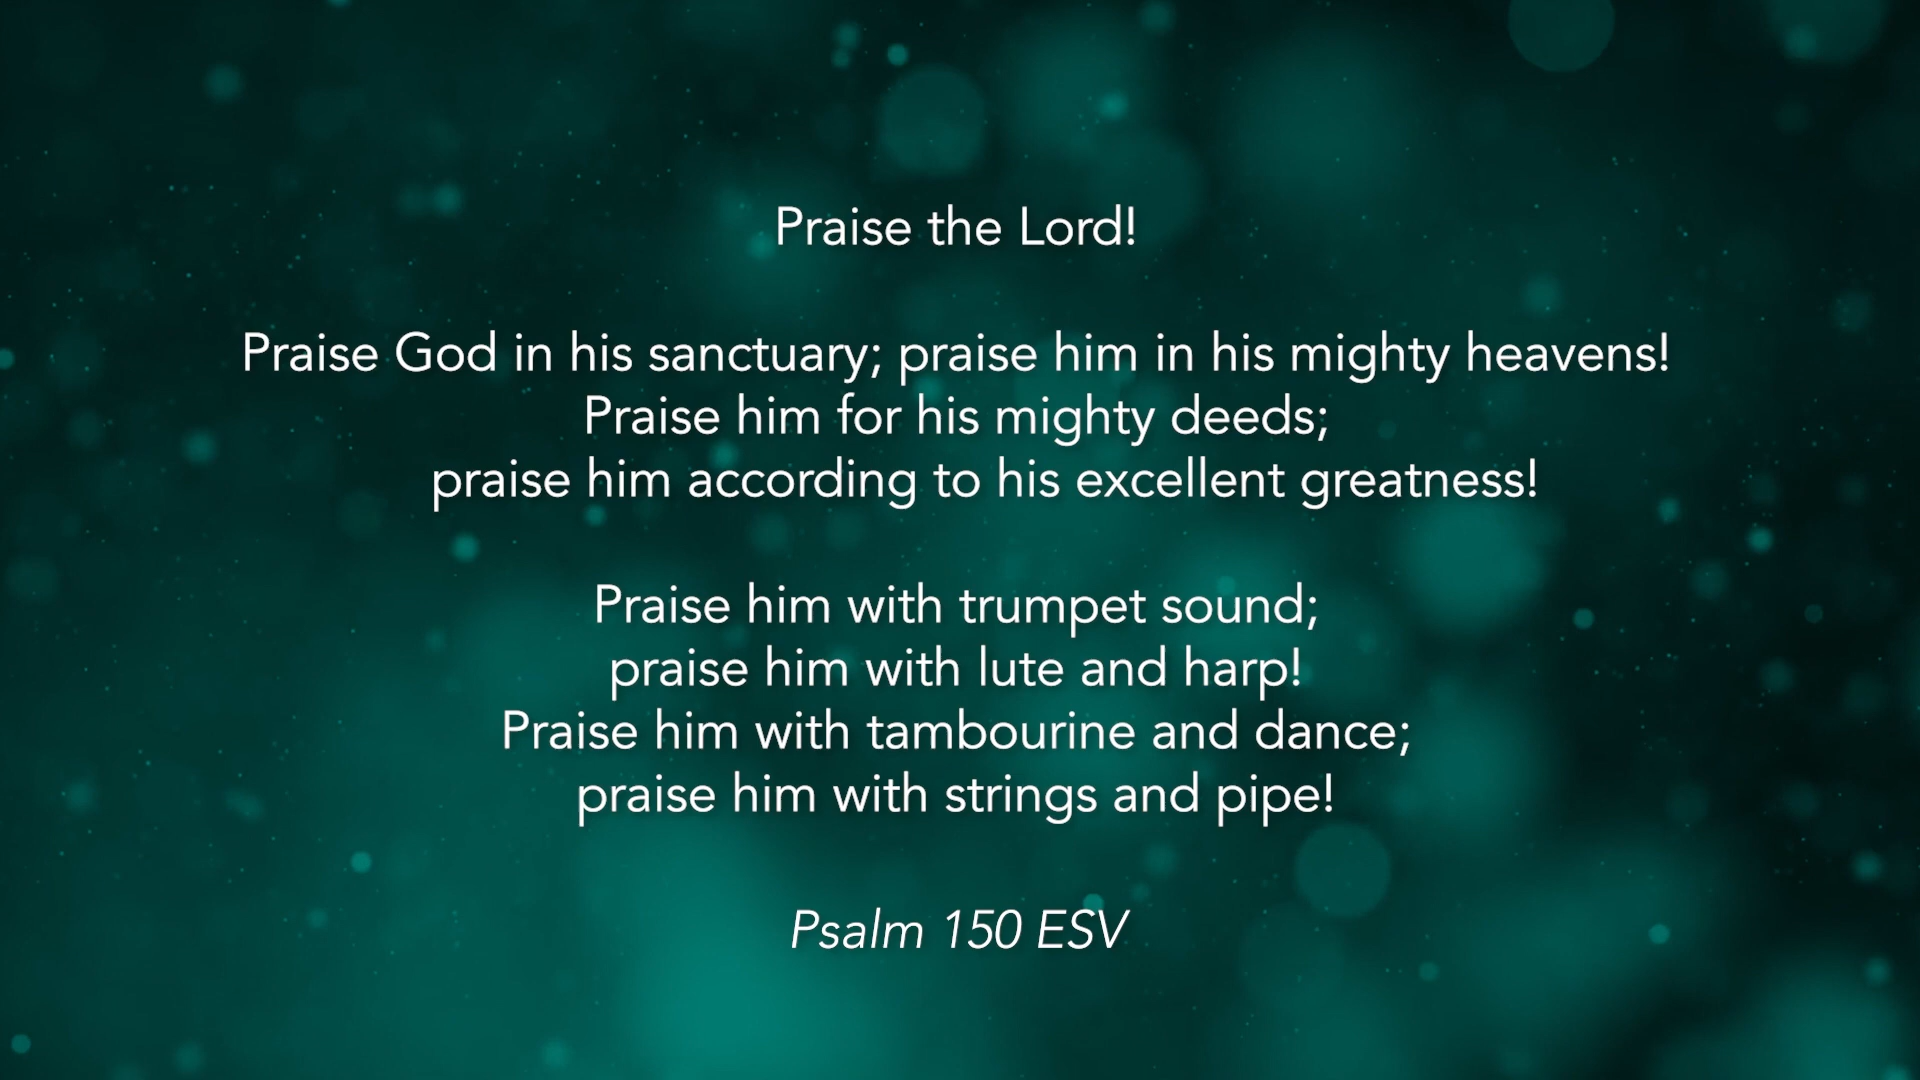 Praise the Lord!
Praise God in his sanctuary; praise him in his mighty heavens!
Praise him for his mighty deeds;
praise him according to his excellent greatness!
Praise him with trumpet sound;
praise him with lute and harp!
Praise him with tambourine and dance;
praise him with strings and pipe!
Psalm 150 ESV